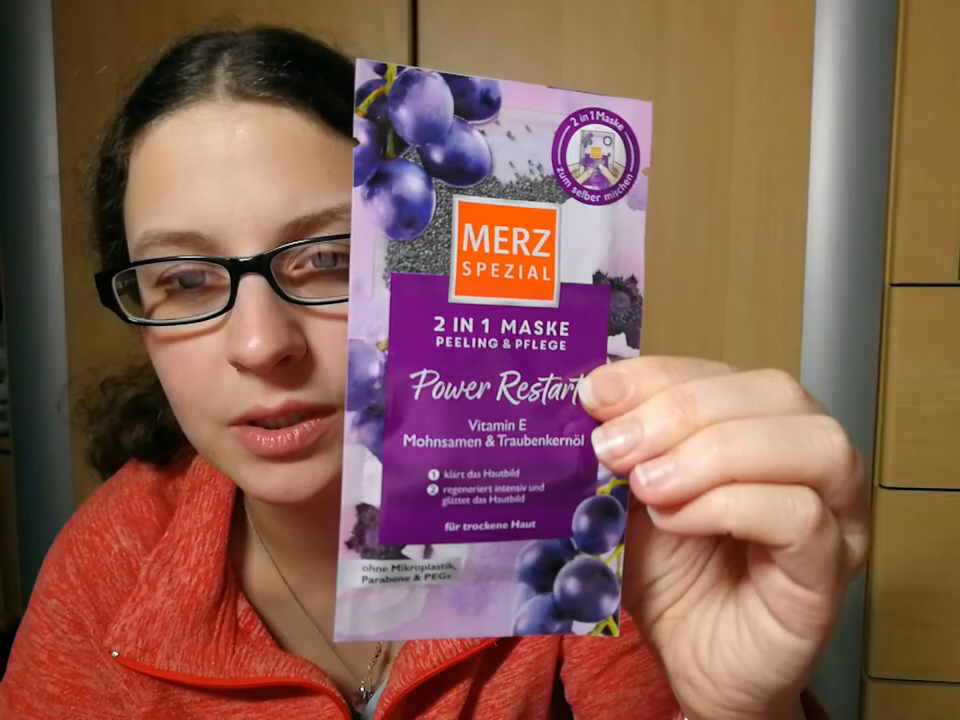 2 in 1 Maske
zum selber mischen
MERZ
SPEZIAL
2 IN 1 MASKE
PEELING & PFLEGE
Power Restart
Vitamin E
Mohnsamen & Traubenkernöl
1 klärt das Hautbild
2 regeneriert intensiv und
glättet das Hautbild
für trockene Haut
ohne Mikroplastik,
Parabene & PEGs